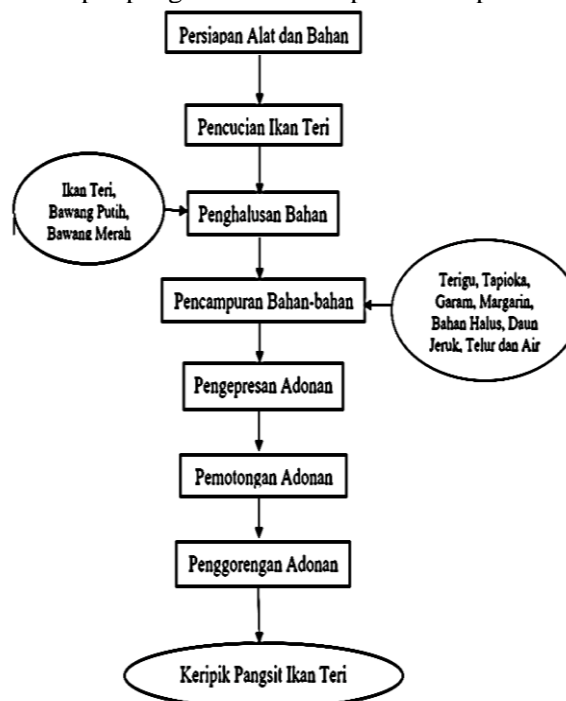 Persiapan Alat dan Bahan
Pencucian Ikan Teri
Ikan Teri,
Bawang Putih,
Bawang Merah
Penghalusan Bahan
Pencampuran Bahan-bahan
Terigu, Tapioka,
Garam, Margarin,
Bahan Halus, Daun
Jeruk, Telur dan Air
Pengepresan Adonan
Pemotongan Adonan
Penggorengan Adonan
Keripik Pangsit Ikan Teri